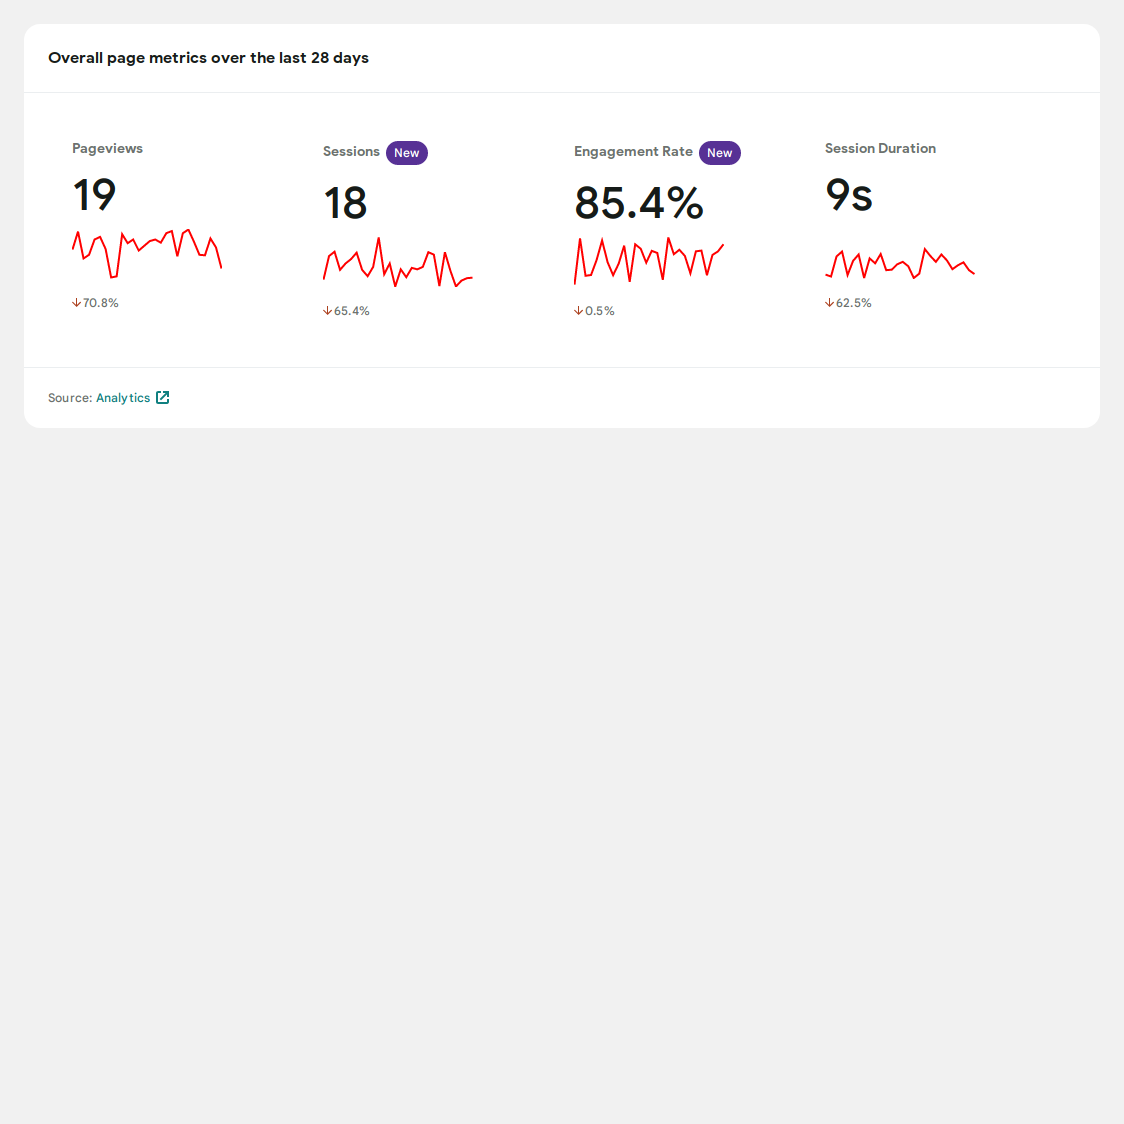 Overall page metrics over the last 28 days
Pageviews
19
70.8%
Sessions New
18
65.4%
Engagement Rate New
85.4%
0.5%
Session Duration
9s
62.5%
Source: Analytics